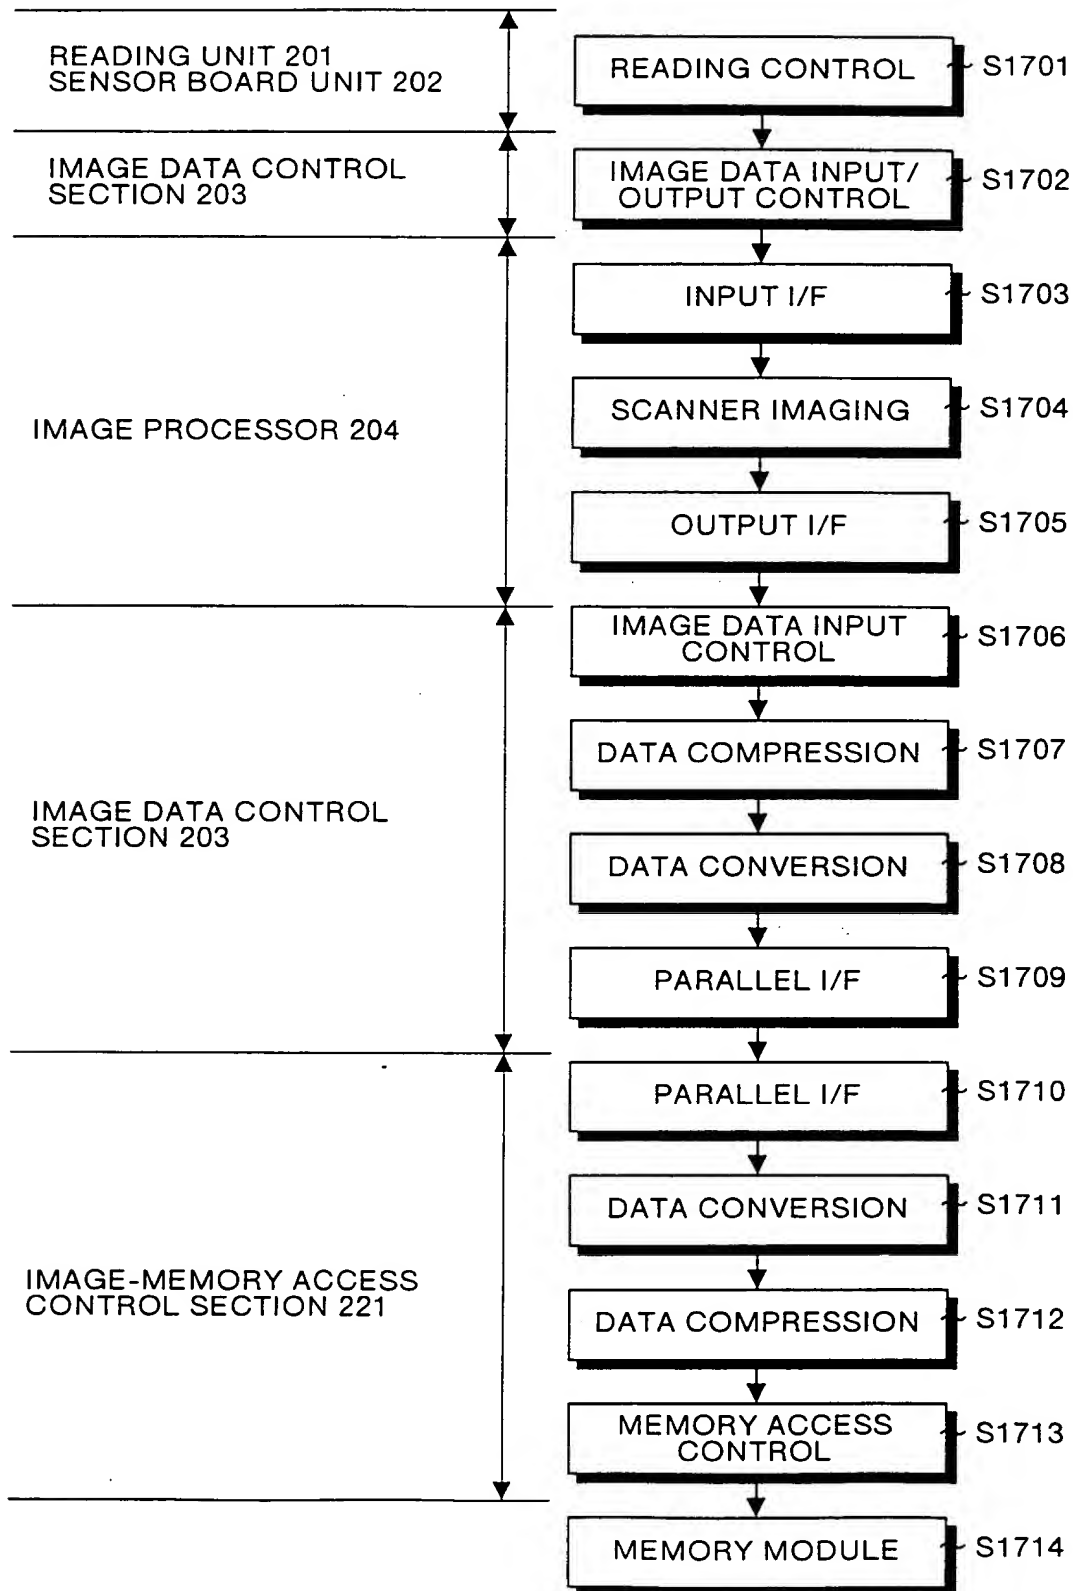 READING UNIT 201
SENSOR BOARD UNIT 202
READING CONTROL
S1701
IMAGE DATA CONTROL
SECTION 203
IMAGE DATA INPUT/
OUTPUT CONTROL
S1702
INPUT I/F
S1703
IMAGE PROCESSOR 204
SCANNER IMAGING
S1704
OUTPUT I/F
S1705
IMAGE DATA INPUT
CONTROL
S1706
DATA COMPRESSION
S1707
IMAGE DATA CONTROL
SECTION 203
DATA CONVERSION
S1708
PARALLEL I/F
S1709
PARALLEL I/F
S1710
DATA CONVERSION
S1711
IMAGE-MEMORY ACCESS
CONTROL SECTION 221
DATA COMPRESSION
S1712
MEMORY ACCESS
CONTROL
S1713
MEMORY MODULE
S1714